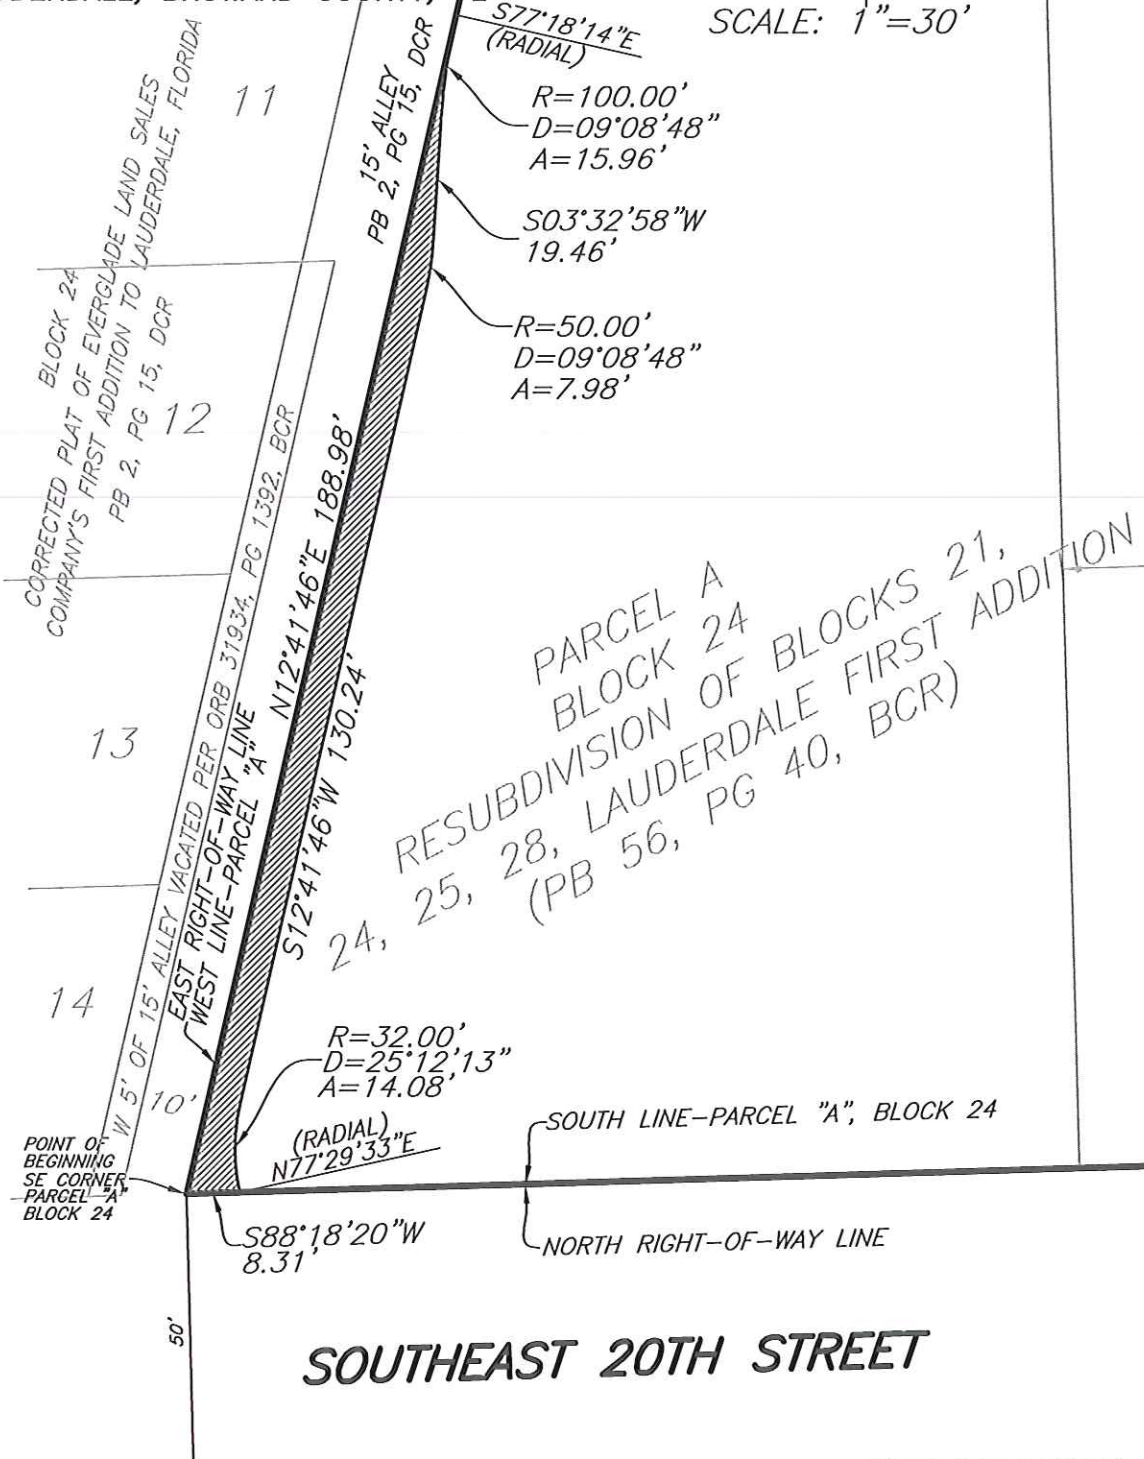 SCALE: 1"=30'
S77°18'14"E
(RADIAL)
R=100.00'
D=09°08'48"
A=15.96'
S03°32'58"W
19.46'
R=50.00'
D=09°08'48"
A=7.98'
15' ALLEY
PB 2, PG 15, DCR
11
12
13
14
BLOCK 24
CORRECTED PLAT OF EVERGLADE LAND SALES
COMPANY'S FIRST ADDITION TO LAUDERDALE, FLORIDA
PB 2, PG 15, DCR
W 5' OF 15' ALLEY VACATED PER ORB 31934, PG 1392, BCR
N12°41'46"E 188.98'
EAST RIGHT-OF-WAY LINE
WEST LINE-PARCEL "A"
S12°41'46"W 130.24'
PARCEL A
BLOCK 24
RESUBDIVISION OF BLOCKS 21,
24, 25, 28, LAUDERDALE FIRST ADDITION
(PB 56, PG 40, BCR)
R=32.00'
D=25°12'13"
A=14.08'
(RADIAL)
N77°29'33"E
10'
POINT OF
BEGINNING
SE CORNER
PARCEL "A"
BLOCK 24
SOUTH LINE-PARCEL "A", BLOCK 24
S88°18'20"W
8.31'
NORTH RIGHT-OF-WAY LINE
50'
SOUTHEAST 20TH STREET